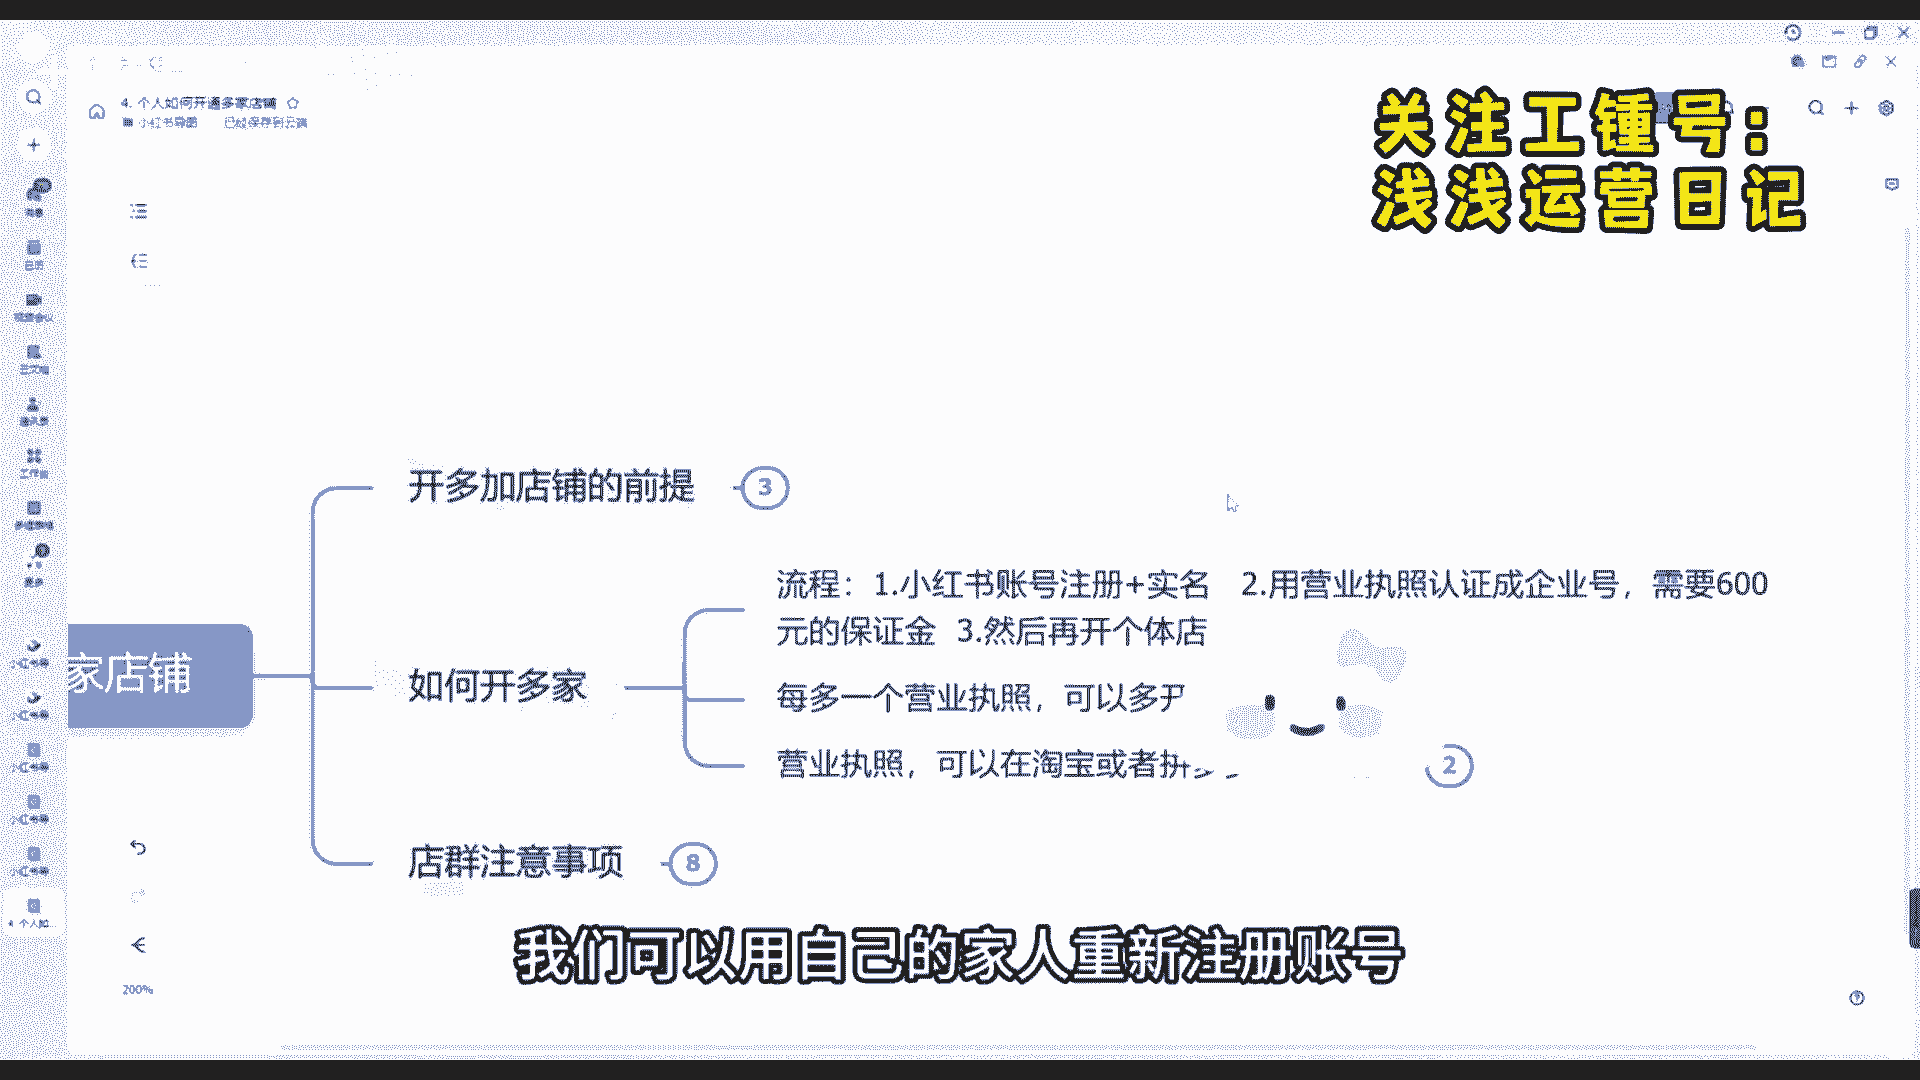 4. 个人如何开通多家店铺
小红书导图 已经保存到云端
关注工锺号：
浅浅运营日记
开多加店铺的前提 3
流程：1.小红书账号注册+实名 2.用营业执照认证成企业号，需要600
元的保证金 3.然后再开个体店
家店铺
如何开多家
每多一个营业执照，可以多开
营业执照，可以在淘宝或者拼多
2
店群注意事项 8
我们可以用自己的家人重新注册账号
200%